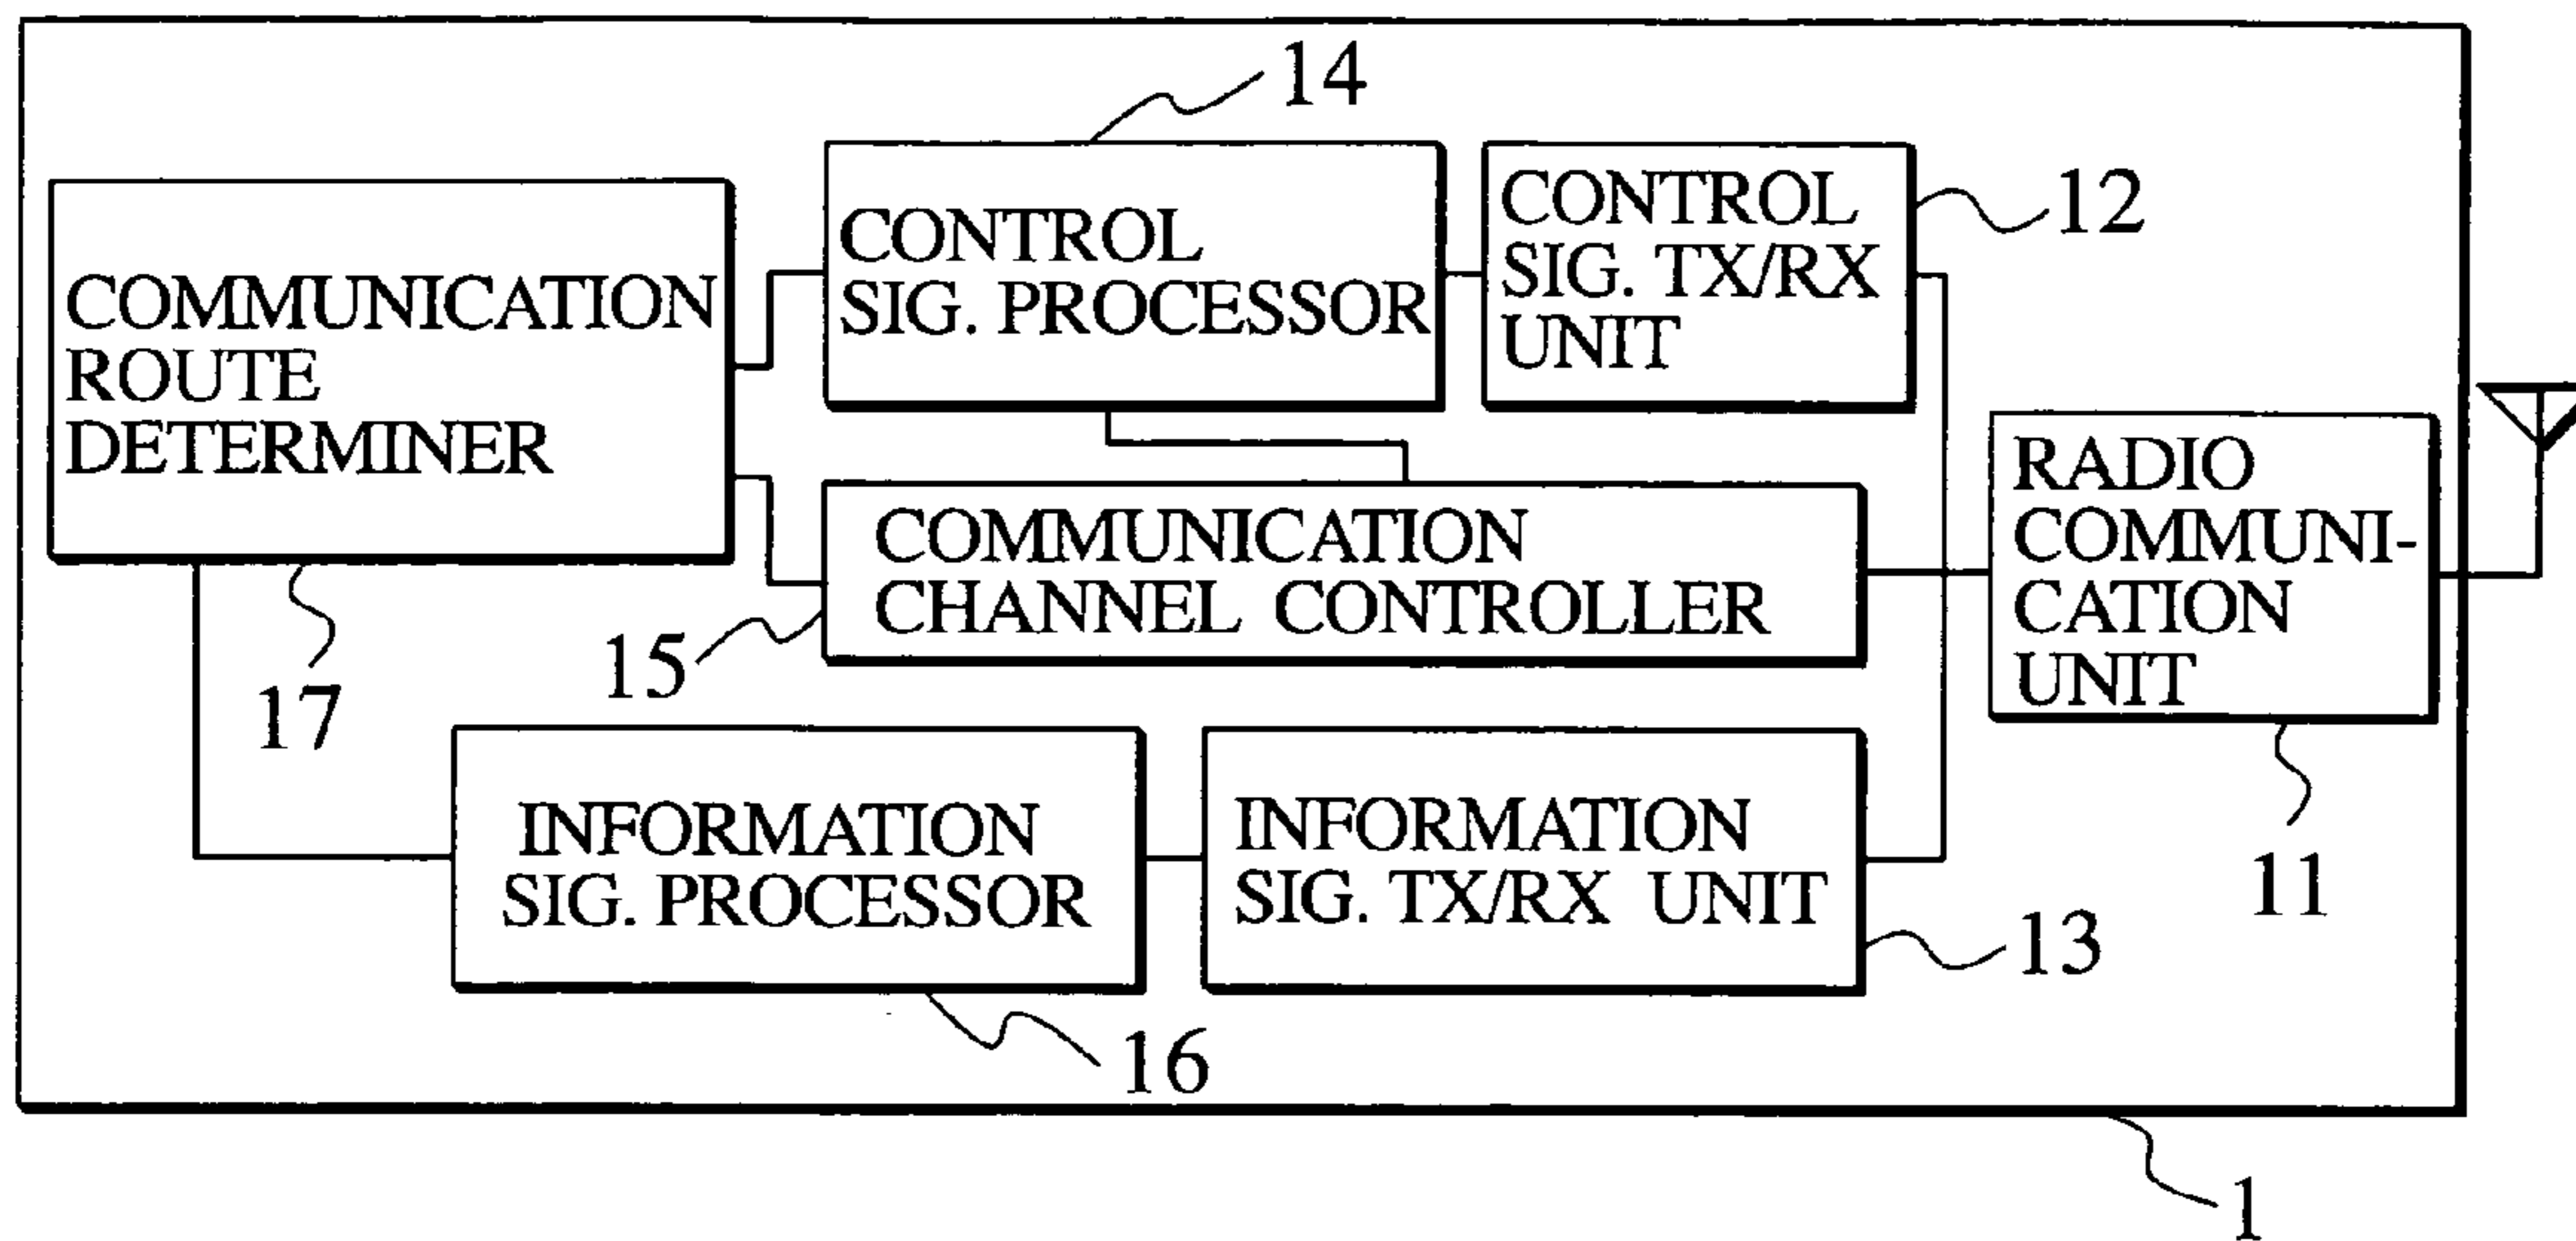 14
CONTROL
SIG. PROCESSOR
CONTROL
SIG. TX/RX
UNIT
12
COMMUNICATION
ROUTE
DETERMINER
17
COMMUNICATION
CHANNEL CONTROLLER
15
RADIO
COMMUNI-
CATION
UNIT
11
INFORMATION
SIG. PROCESSOR
16
INFORMATION
SIG. TX/RX UNIT
13
1